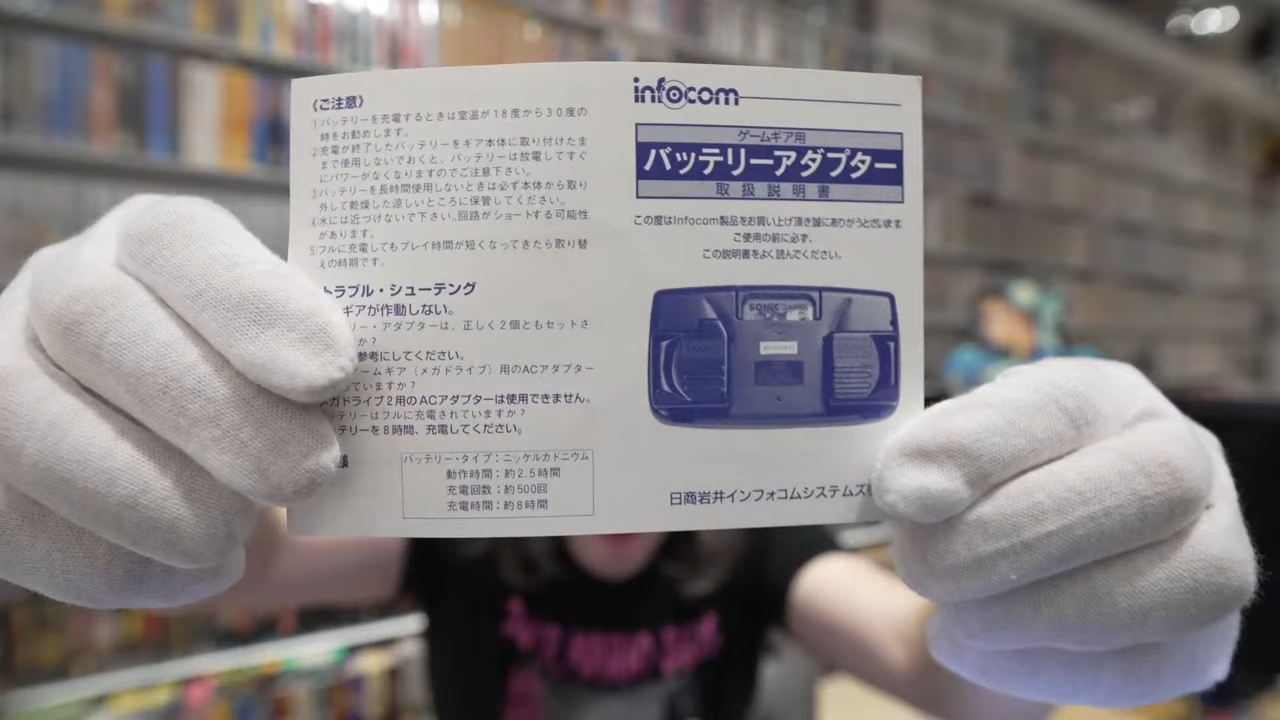 《ご注意》
①バッテリーを充電するときは室温が18度から30度の
時をお勧めします。
②充電が終了したバッテリーをギア本体に取り付けたま
まで使用しないでおくと、バッテリーは放電してすぐ
にパワーがなくなりますのでご注意下さい。
③バッテリーを長時間使用しないときは必ず本体から取り
外して乾燥した涼しいところに保管してください。
④水には近づけないで下さい。回路がショートする可能性
があります。
⑤フルに充電してもプレイ時間が短くなってきたら取り替
えの時期です。
トラブル・シューテング
ギアが作動しない。
リー・アダプターは、正しく2個ともセットさ
か?
参考にしてください。
ームギア(メガドライブ)用のACアダプター
していますか?
メガドライブ2用のACアダプターは使用できません。
ッテリーはフルに充電されていますか?
テリーを8時間、充電してください。
様
バッテリー・タイプ:ニッケルカドニウム
動作時間:約2.5時間
充電回数:約500回
充電時間:約8時間
infocom
ゲームギア用
バッテリーアダプター
取扱説明書
この度はInfocom製品をお買い上げ頂き誠にありがうとざいます。
ご使用の前に必ず、
この説明書をよく読んでください。
SONIC
日商岩井インフォコムシステムズ